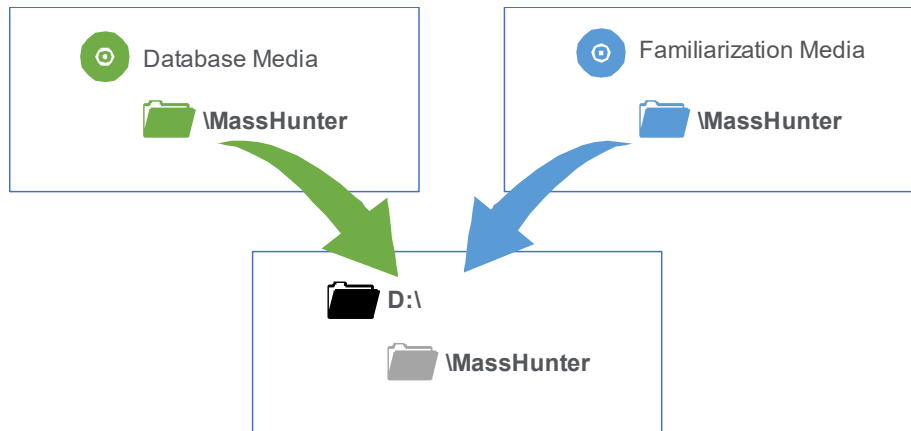 Database Media
\MassHunter
Familiarization Media
\MassHunter
D:\
\MassHunter